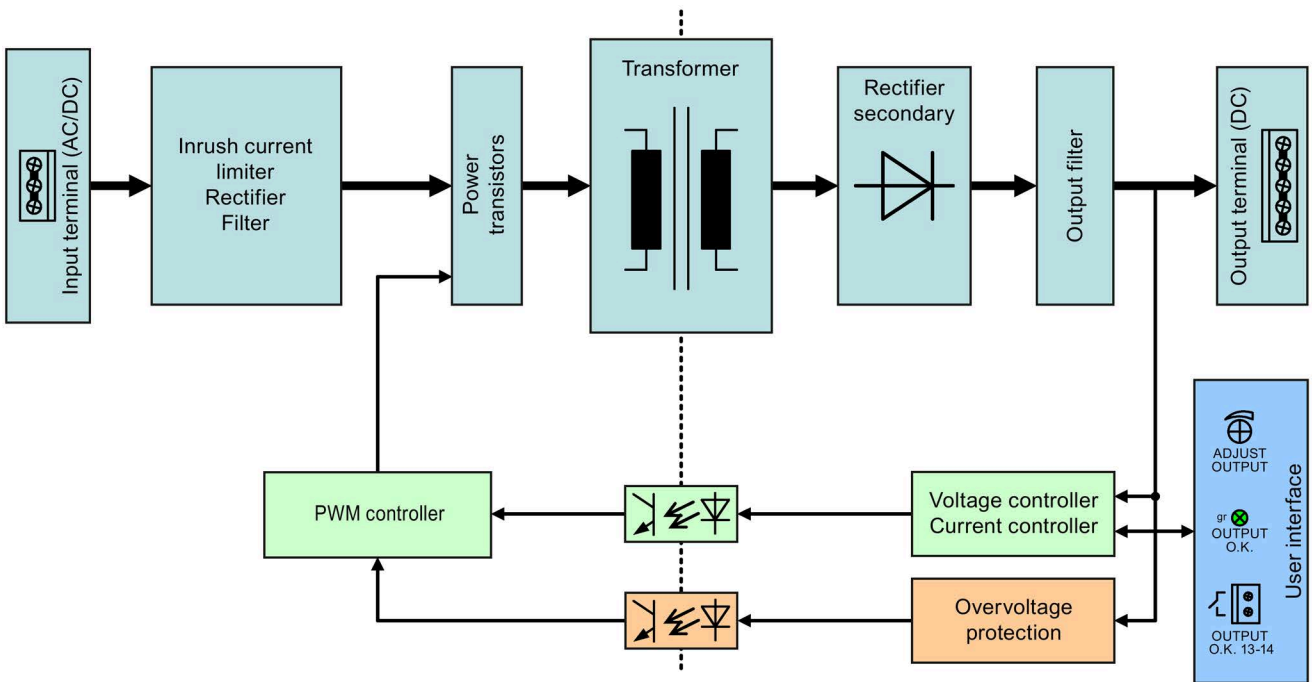 Input terminal (AC/DC)
Inrush current
limiter
Rectifier
Filter
Power
transistors
Transformer
Rectifier
secondary
Output filter
Output terminal (DC)
PWM controller
Voltage controller
Current controller
Overvoltage
protection
ADJUST
OUTPUT
gr
OUTPUT
O.K.
OUTPUT
O.K. 13-14
User interface